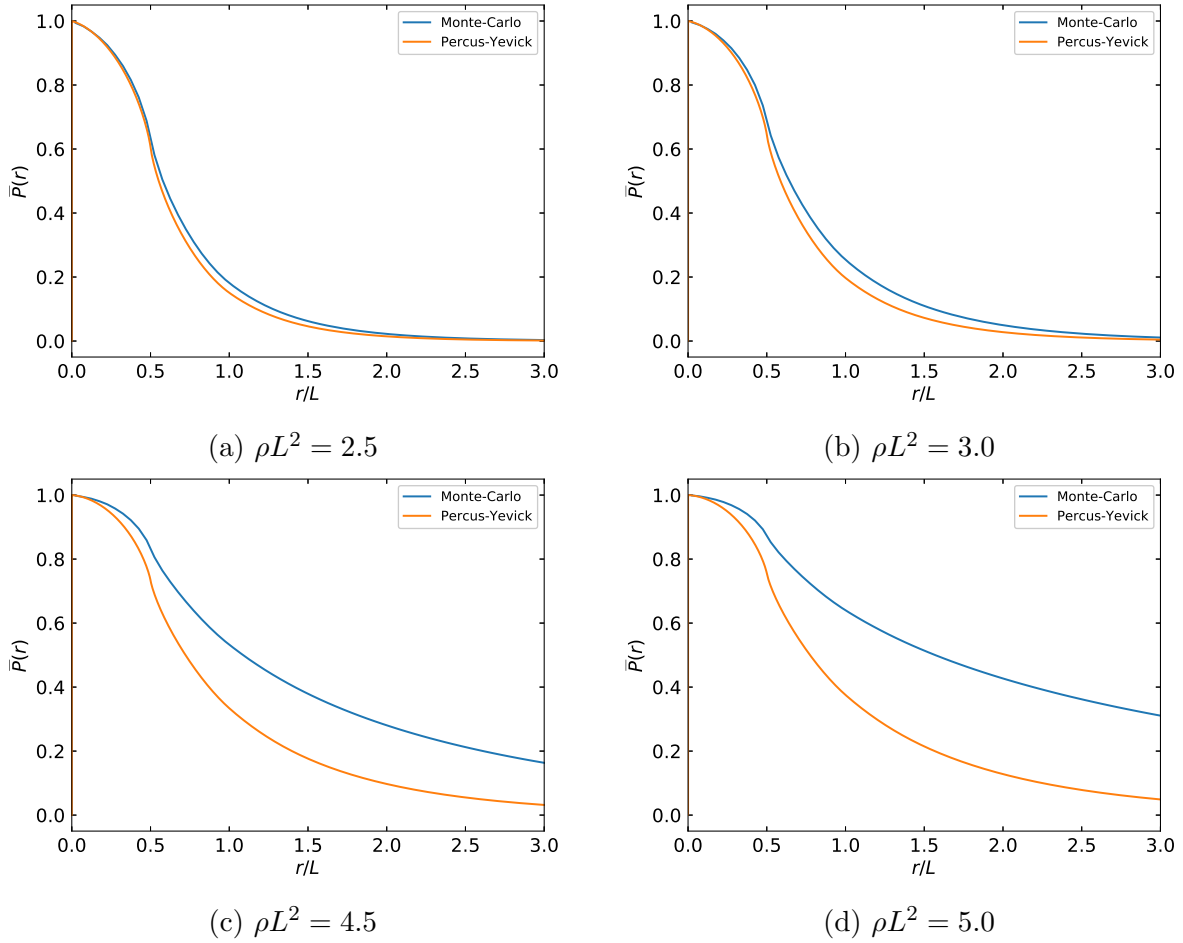 1.0
0.8
0.6
0.4
0.2
0.0
P̅(r)
0.0 0.5 1.0 1.5 2.0 2.5 3.0
r/L
Monte-Carlo
Percus-Yevick
(a) ρL² = 2.5
1.0
0.8
0.6
0.4
0.2
0.0
P̅(r)
0.0 0.5 1.0 1.5 2.0 2.5 3.0
r/L
Monte-Carlo
Percus-Yevick
(b) ρL² = 3.0
1.0
0.8
0.6
0.4
0.2
0.0
P̅(r)
0.0 0.5 1.0 1.5 2.0 2.5 3.0
r/L
Monte-Carlo
Percus-Yevick
(c) ρL² = 4.5
1.0
0.8
0.6
0.4
0.2
0.0
P̅(r)
0.0 0.5 1.0 1.5 2.0 2.5 3.0
r/L
Monte-Carlo
Percus-Yevick
(d) ρL² = 5.0